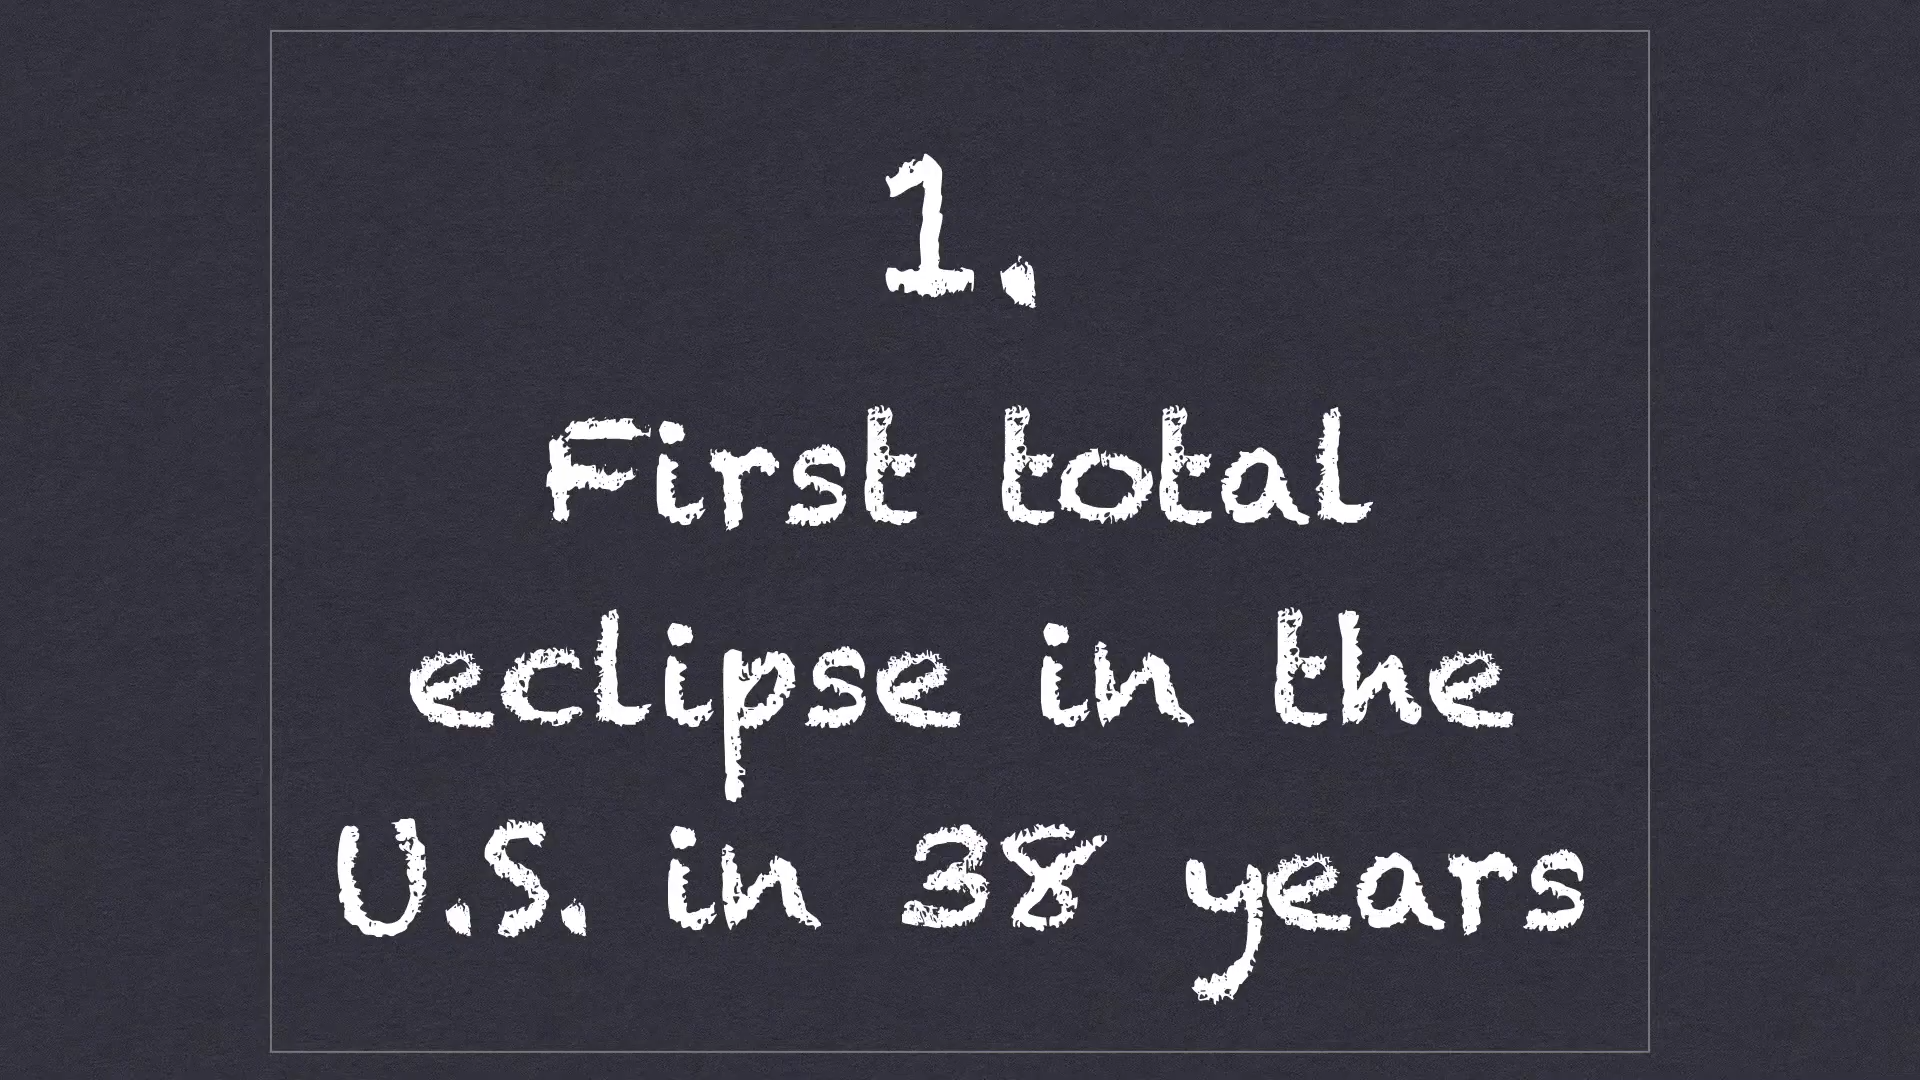 1.
First total
eclipse in the
U.S. in 38 years